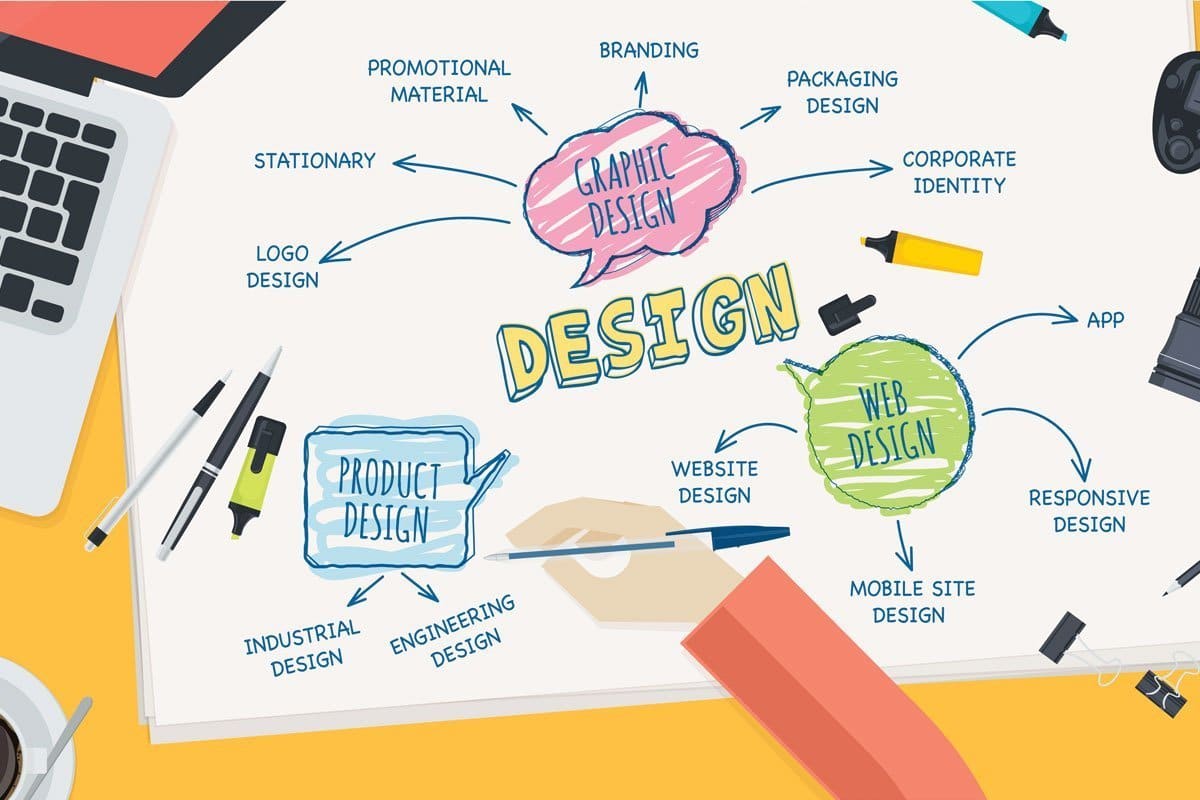 BRANDING
PROMOTIONAL
MATERIAL
PACKAGING
DESIGN
STATIONARY
GRAPHIC
DESIGN
CORPORATE
IDENTITY
LOGO
DESIGN
DESIGN
APP
WEB
DESIGN
WEBSITE
DESIGN
RESPONSIVE
DESIGN
MOBILE SITE
DESIGN
PRODUCT
DESIGN
INDUSTRIAL
DESIGN
ENGINEERING
DESIGN